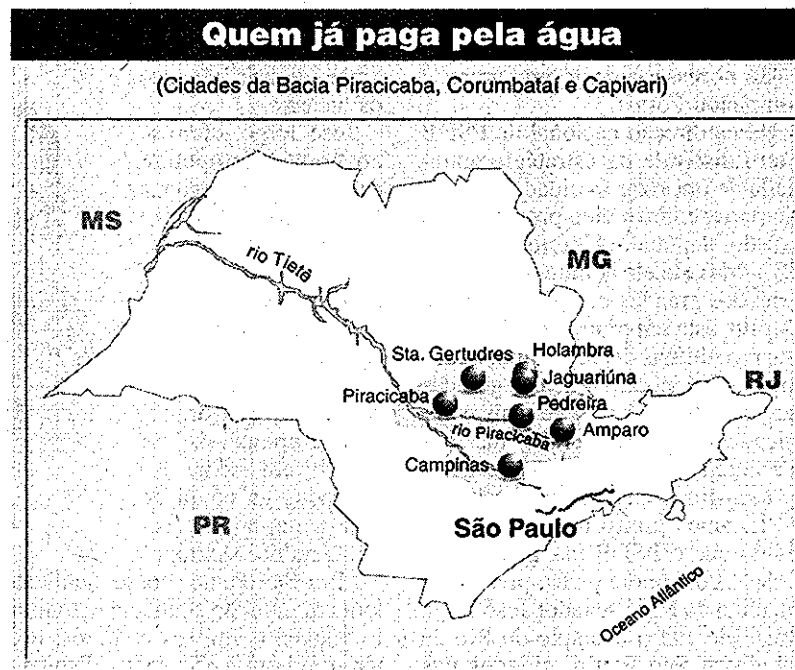 Quem já paga pela água
(Cidades da Bacia Piracicaba, Corumbataí e Capivari)
MS
rio Tietê
MG
Sta. Gertudres
Holambra
Jaguariúna
RJ
Piracicaba
Pedreira
rio Piracicaba
Amparo
Campinas
PR
São Paulo
Oceano Atlântico